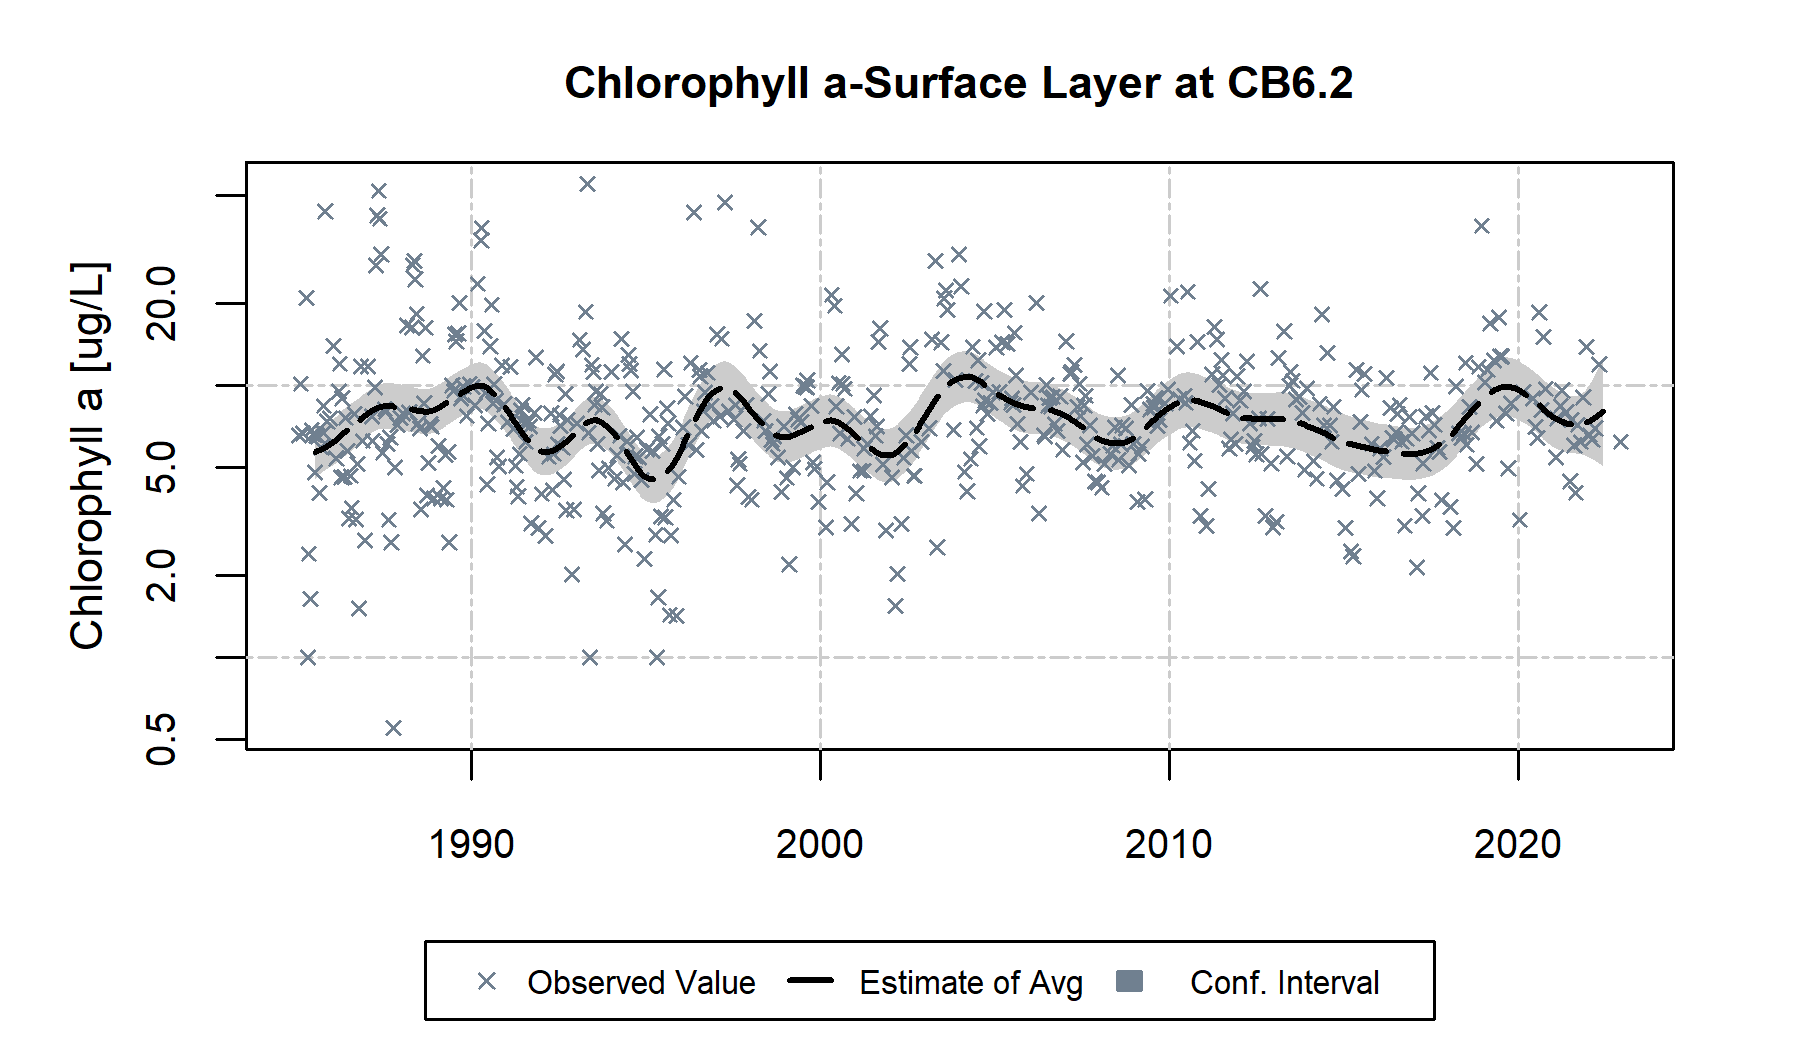 Chlorophyll a-Surface Layer at CB6.2
Chlorophyll a [ug/L]
20.0
5.0
2.0
0.5
1990 2000 2010 2020
Observed Value Estimate of Avg Conf. Interval